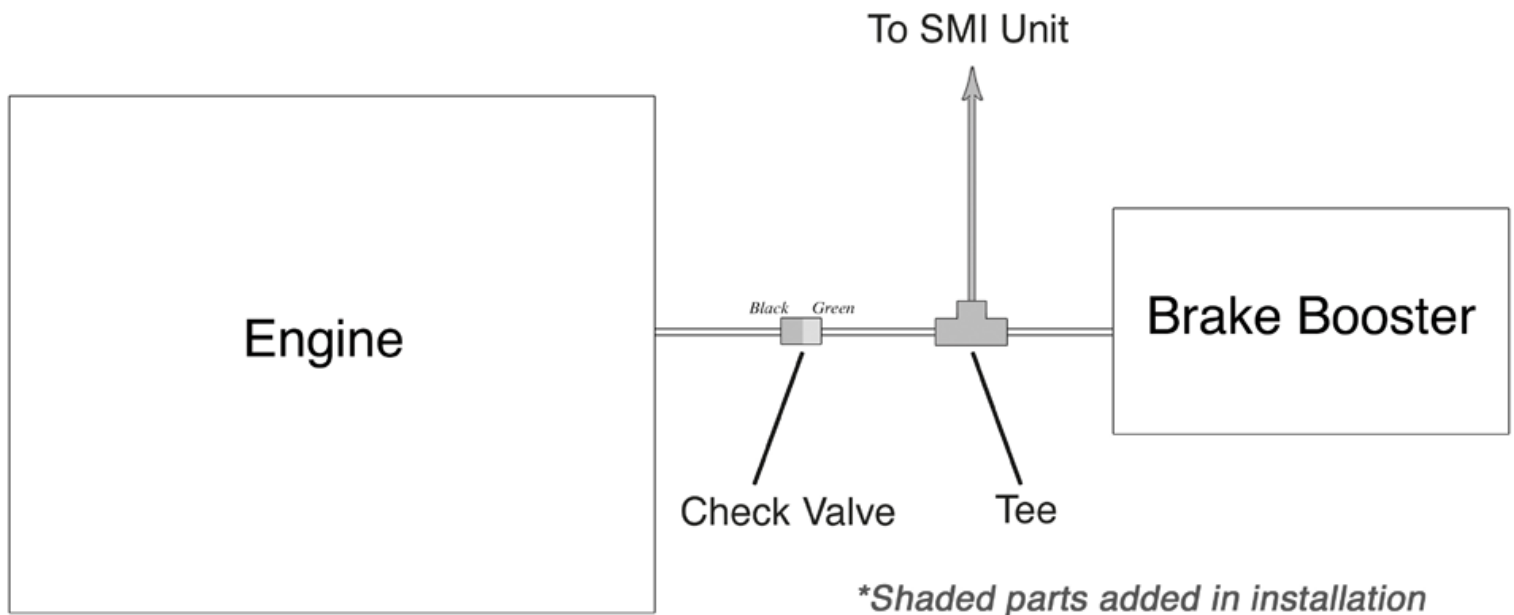 To SMI Unit
Engine
Black Green
Brake Booster
Check Valve
Tee
*Shaded parts added in installation